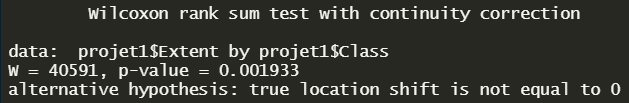 Wilcoxon rank sum test with continuity correction
data:  projet1$Extent by projet1$Class
W = 40591, p-value = 0.001933
alternative hypothesis: true location shift is not equal to 0